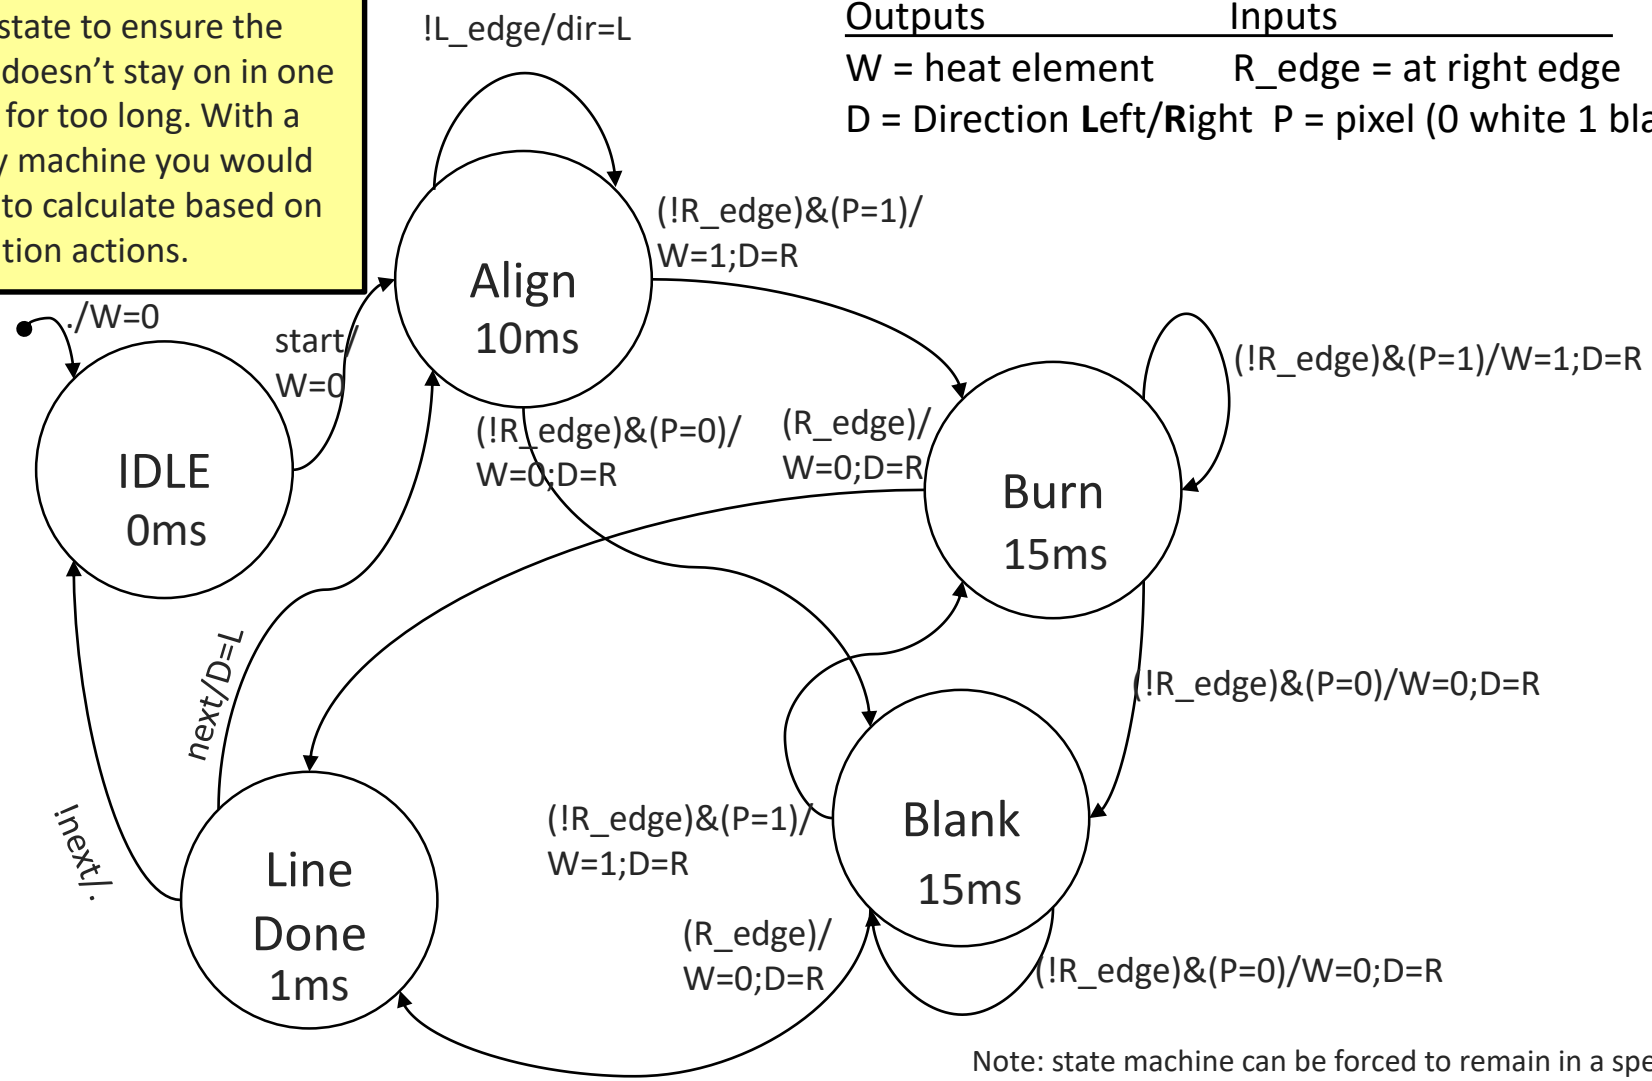 state to ensure the
doesn’t stay on in one
for too long. With a
machine you would
to calculate based on
actions.
!L_edge/dir=L
Outputs Inputs
W = heat element R_edge = at right edge
D = Direction Left/Right P = pixel (0 white 1
(!R_edge)&(P=1)/
W=1;D=R
Align
10ms
./W=0
start/
W=0
(!R_edge)&(P=1)/W=1;D=R
(!R_edge)&(P=0)/
W=0;D=R
(R_edge)/
W=0;D=R
IDLE
0ms
Burn
15ms
next/D=L
(!R_edge)&(P=0)/W=0;D=R
!next/.
(!R_edge)&(P=1)/
W=1;D=R
Blank
15ms
Line
Done
1ms
(R_edge)/
W=0;D=R
(!R_edge)&(P=0)/W=0;D=R
Note: state machine can be forced to remain in a